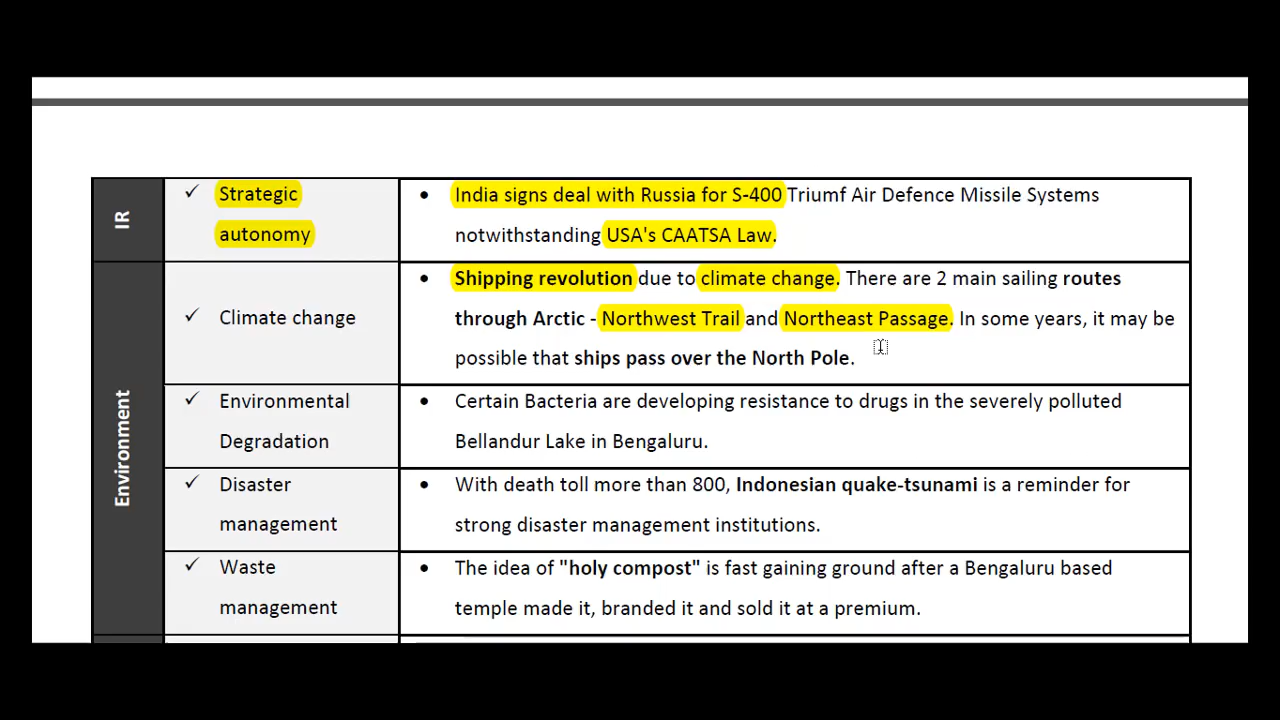 IR
✓ Strategic
autonomy
• India signs deal with Russia for S-400 Triumf Air Defence Missile Systems
notwithstanding USA's CAATSA Law.
Environment
✓ Climate change
• Shipping revolution due to climate change. There are 2 main sailing routes
through Arctic - Northwest Trail and Northeast Passage. In some years, it may be
possible that ships pass over the North Pole.
✓ Environmental
Degradation
• Certain Bacteria are developing resistance to drugs in the severely polluted
Bellandur Lake in Bengaluru.
✓ Disaster
management
• With death toll more than 800, Indonesian quake-tsunami is a reminder for
strong disaster management institutions.
✓ Waste
management
• The idea of "holy compost" is fast gaining ground after a Bengaluru based
temple made it, branded it and sold it at a premium.